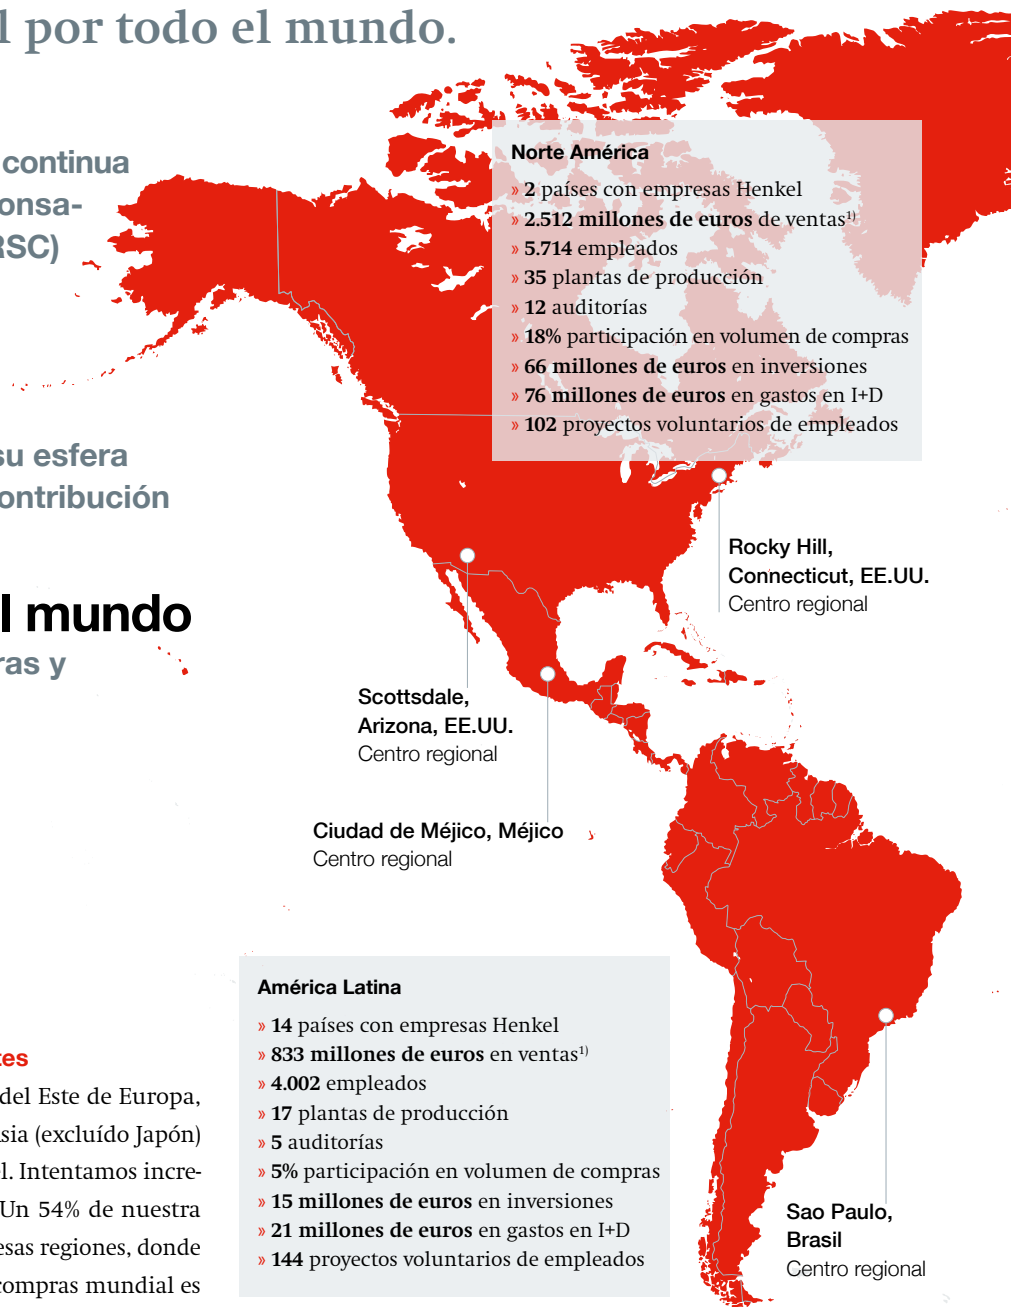 l por todo el mundo.
continua
onsa-
RSC)
su esfera
ontribución
l mundo
ras y
Norte América
» 2 países con empresas Henkel
» 2.512 millones de euros de ventas¹⁾
» 5.714 empleados
» 35 plantas de producción
» 12 auditorías
» 18% participación en volumen de compras
» 66 millones de euros en inversiones
» 76 millones de euros en gastos en I+D
» 102 proyectos voluntarios de empleados
Rocky Hill,
Connecticut, EE.UU.
Centro regional
Scottsdale,
Arizona, EE.UU.
Centro regional
Ciudad de Méjico, Méjico
Centro regional
América Latina
» 14 países con empresas Henkel
» 833 millones de euros en ventas¹⁾
» 4.002 empleados
» 17 plantas de producción
» 5 auditorías
» 5% participación en volumen de compras
» 15 millones de euros en inversiones
» 21 millones de euros en gastos en I+D
» 144 proyectos voluntarios de empleados
Sao Paulo,
Brasil
Centro regional
tes
del Este de Europa,
Asia (excluído Japón)
el. Intentamos incre-
Un 54% de nuestra
esas regiones, donde
compras mundial es